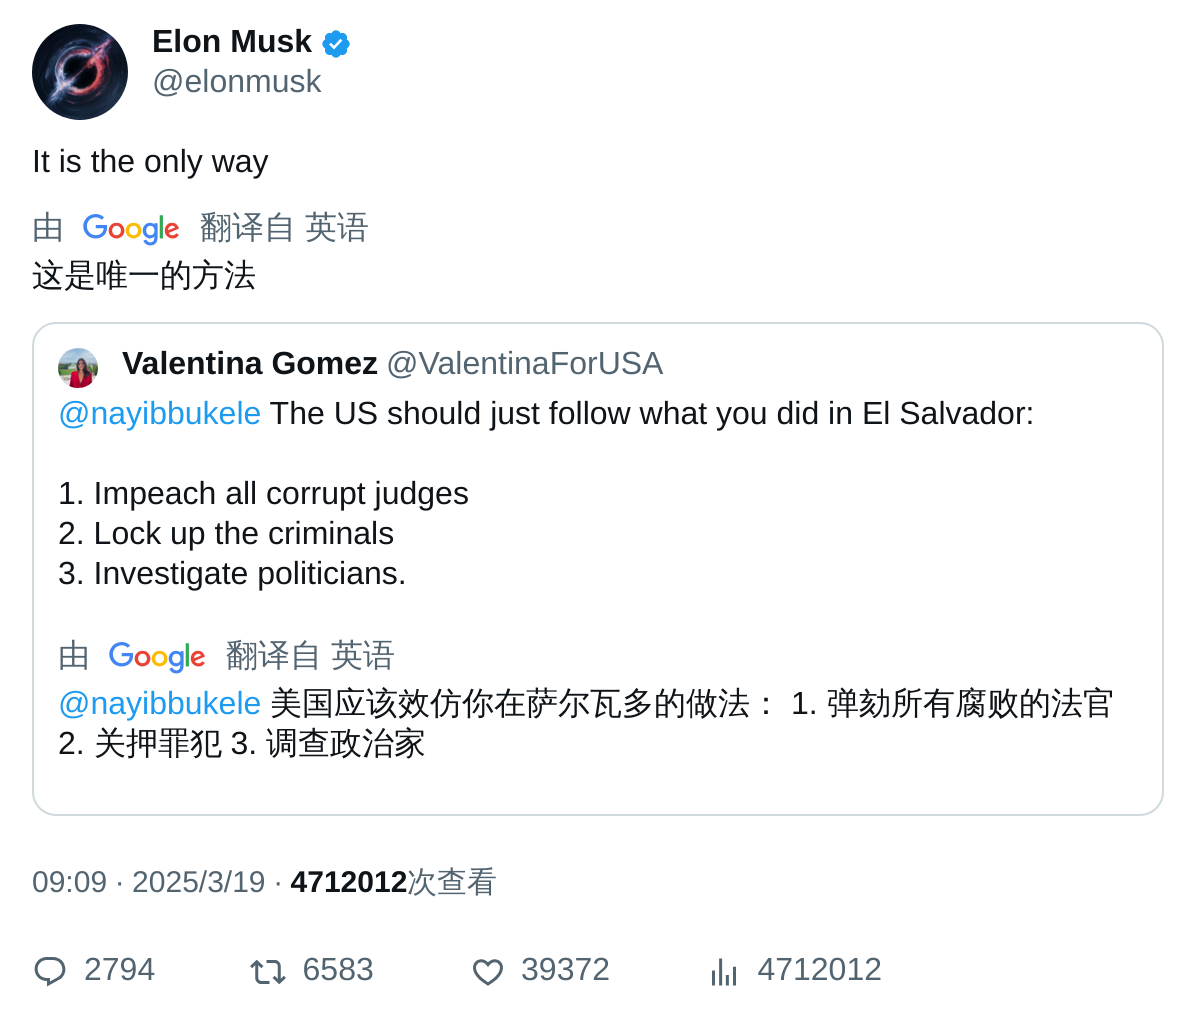 Elon Musk
@elonmusk
It is the only way
由 Google 翻译自 英语
这是唯一的方法
Valentina Gomez @ValentinaForUSA
@nayibbukele The US should just follow what you did in El Salvador:
1. Impeach all corrupt judges
2. Lock up the criminals
3. Investigate politicians.
由 Google 翻译自 英语
@nayibbukele 美国应该效仿你在萨尔瓦多的做法： 1. 弹劾所有腐败的法官
2. 关押罪犯 3. 调查政治家
09:09 · 2025/3/19 · 4712012次查看
2794 6583 39372 4712012